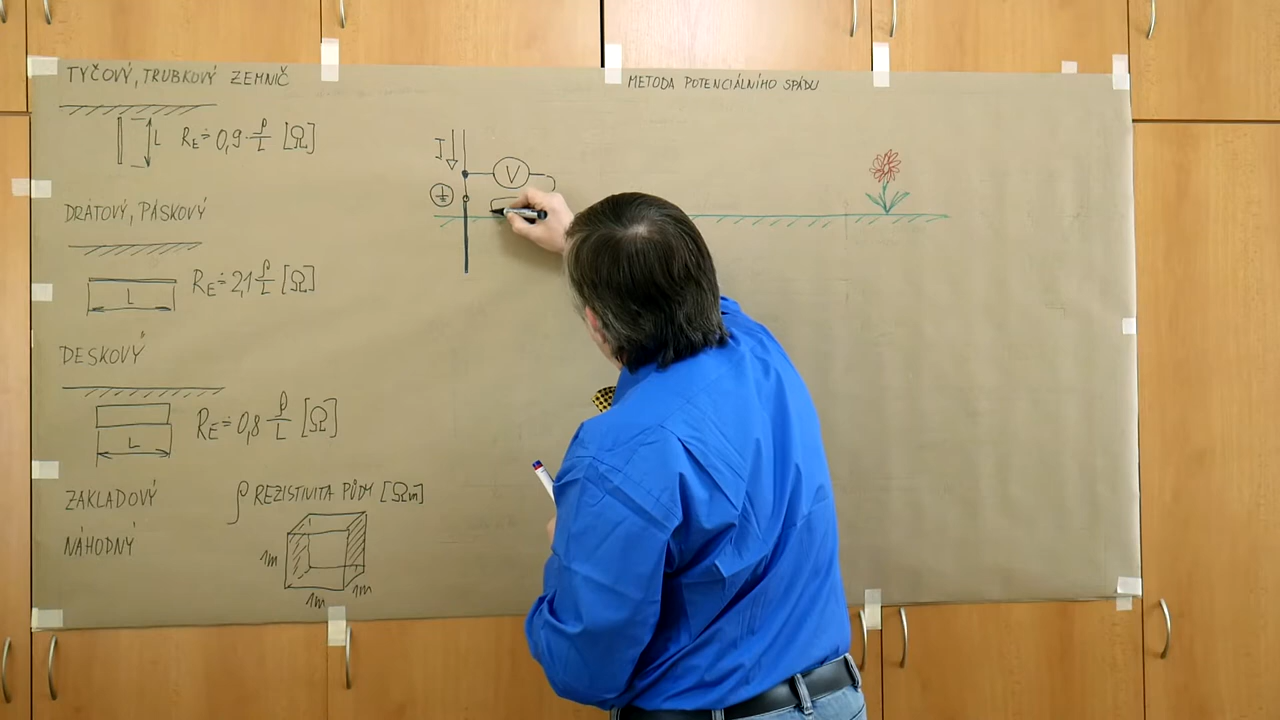 TYČOVÝ, TRUBKOVÝ ZEMNIČ
L
R_E ≐ 0,9 · ρ/L [Ω]
DRÁTOVÝ, PÁSKOVÝ
L
R_E ≐ 2,1 ρ/L [Ω]
DESKOVÝ
L
R_E ≐ 0,8 ρ/L [Ω]
ZÁKLADOVÝ
NÁHODNÝ
ρ REZISTIVITA PŮDY [Ωm]
1m
1m
1m
METODA POTENCIÁLNÍHO SPÁDU
I
V